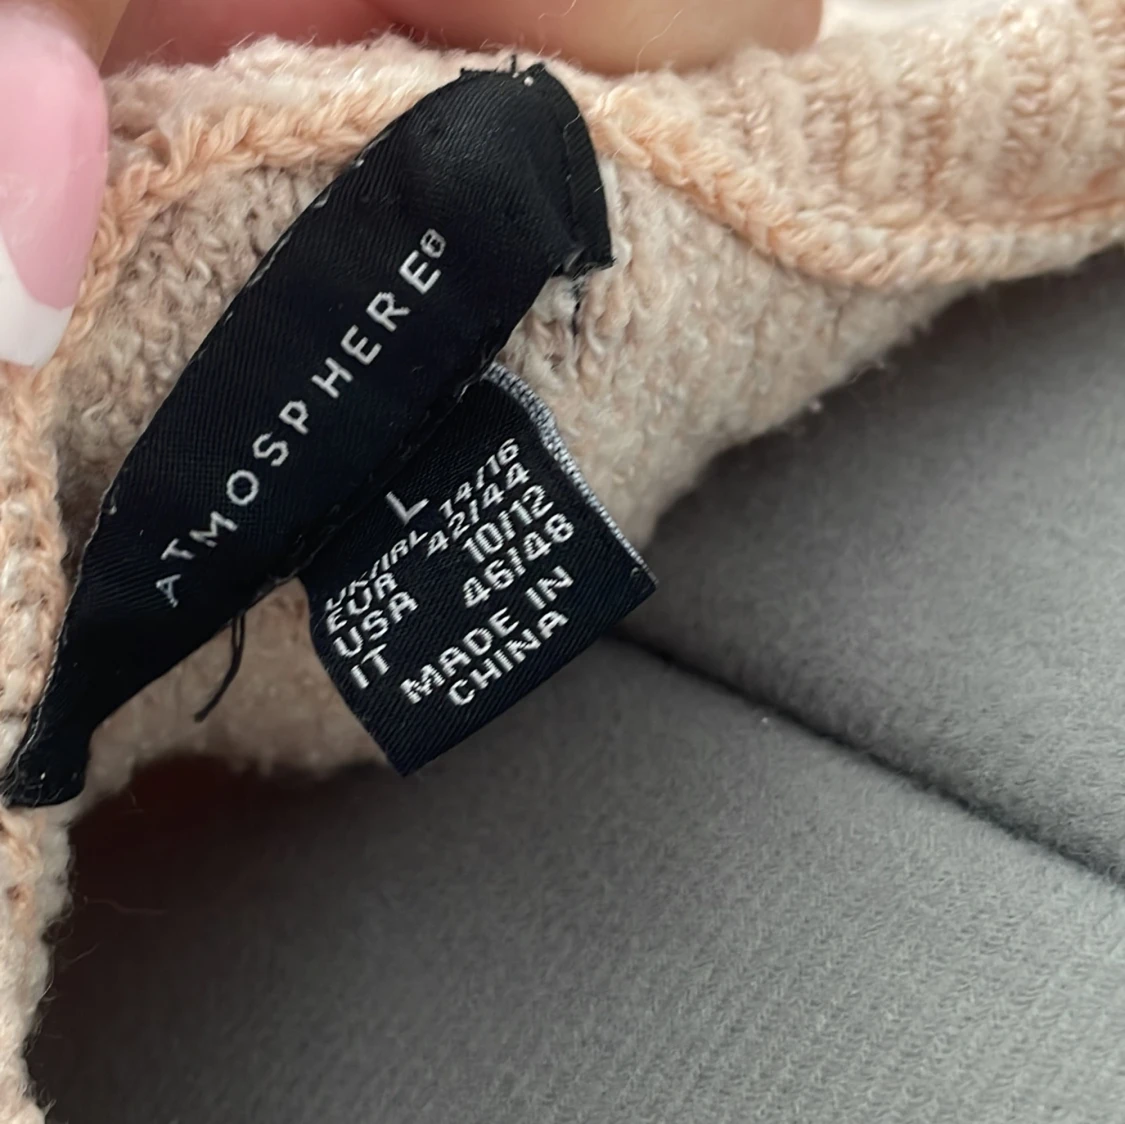 ATMOSPHERE®
L
UK/IRL 14/16
EUR 42/44
USA 10/12
IT 46/48
MADE IN
CHINA